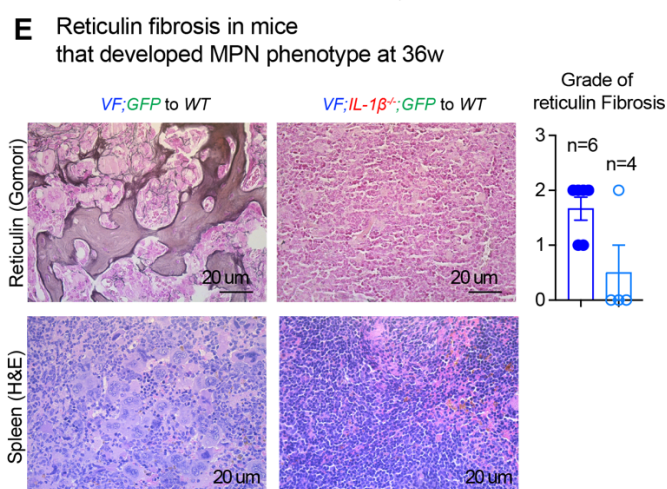 E Reticulin fibrosis in mice
that developed MPN phenotype at 36w
VF;GFP to WT
VF;IL-1β-/-;GFP to WT
Reticulin (Gomori)
20 um
20 um
Spleen (H&E)
20 um
20 um
Grade of
reticulin Fibrosis
3
2
1
0
n=6
n=4